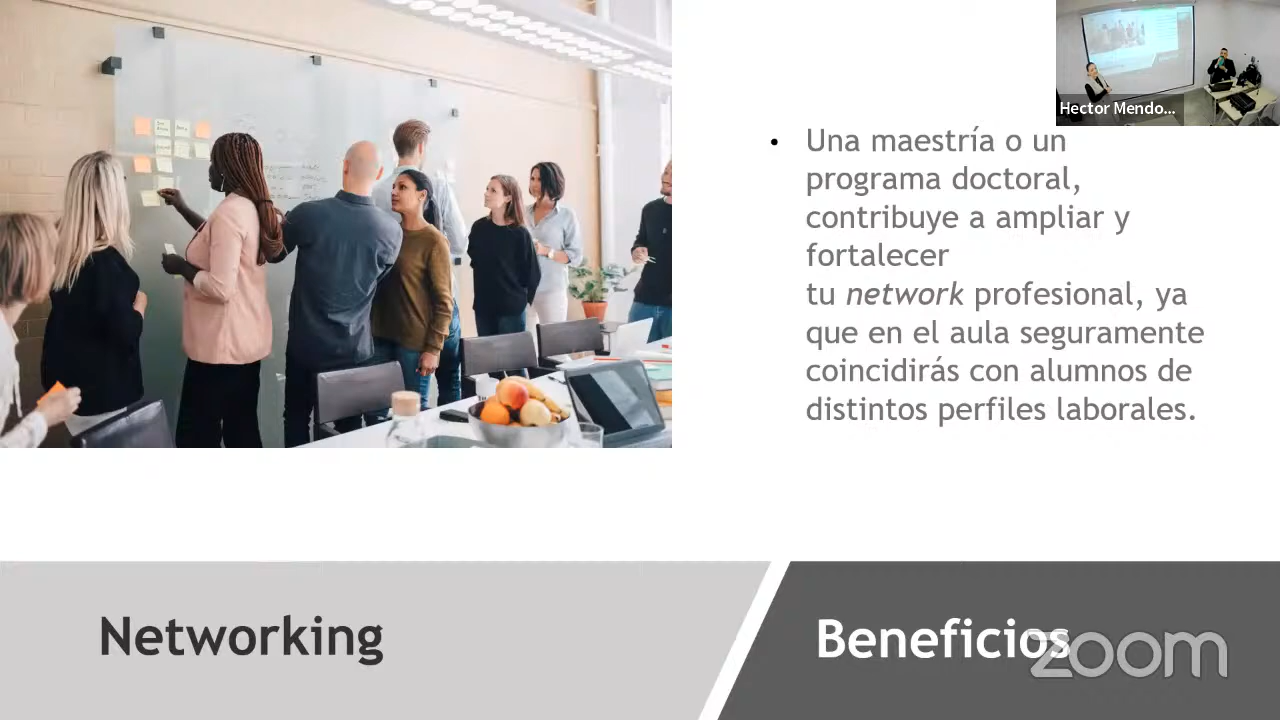 Hector Mendo...
• Una maestría o un
programa doctoral,
contribuye a ampliar y
fortalecer
tu network profesional, ya
que en el aula seguramente
coincidirás con alumnos de
distintos perfiles laborales.
Networking
Beneficios
zoom